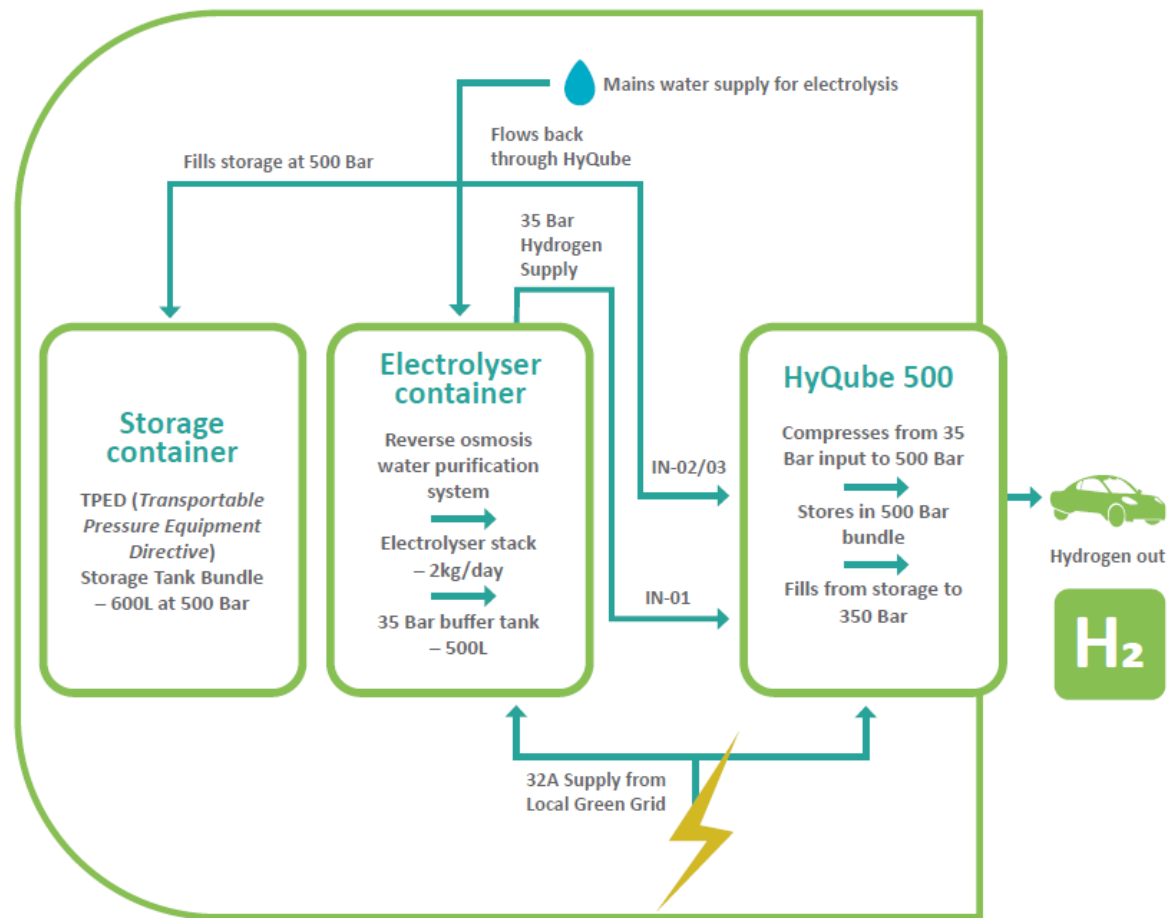 Mains water supply for electrolysis
Flows back
through HyQube
Fills storage at 500 Bar
35 Bar
Hydrogen
Supply
Storage
container
TPED (Transportable
Pressure Equipment
Directive)
Storage Tank Bundle
– 600L at 500 Bar
Electrolyser
container
Reverse osmosis
water purification
system
Electrolyser stack
– 2kg/day
35 Bar buffer tank
– 500L
IN-02/03
IN-01
HyQube 500
Compresses from 35
Bar input to 500 Bar
Stores in 500 Bar
bundle
Fills from storage to
350 Bar
Hydrogen out
H₂
32A Supply from
Local Green Grid